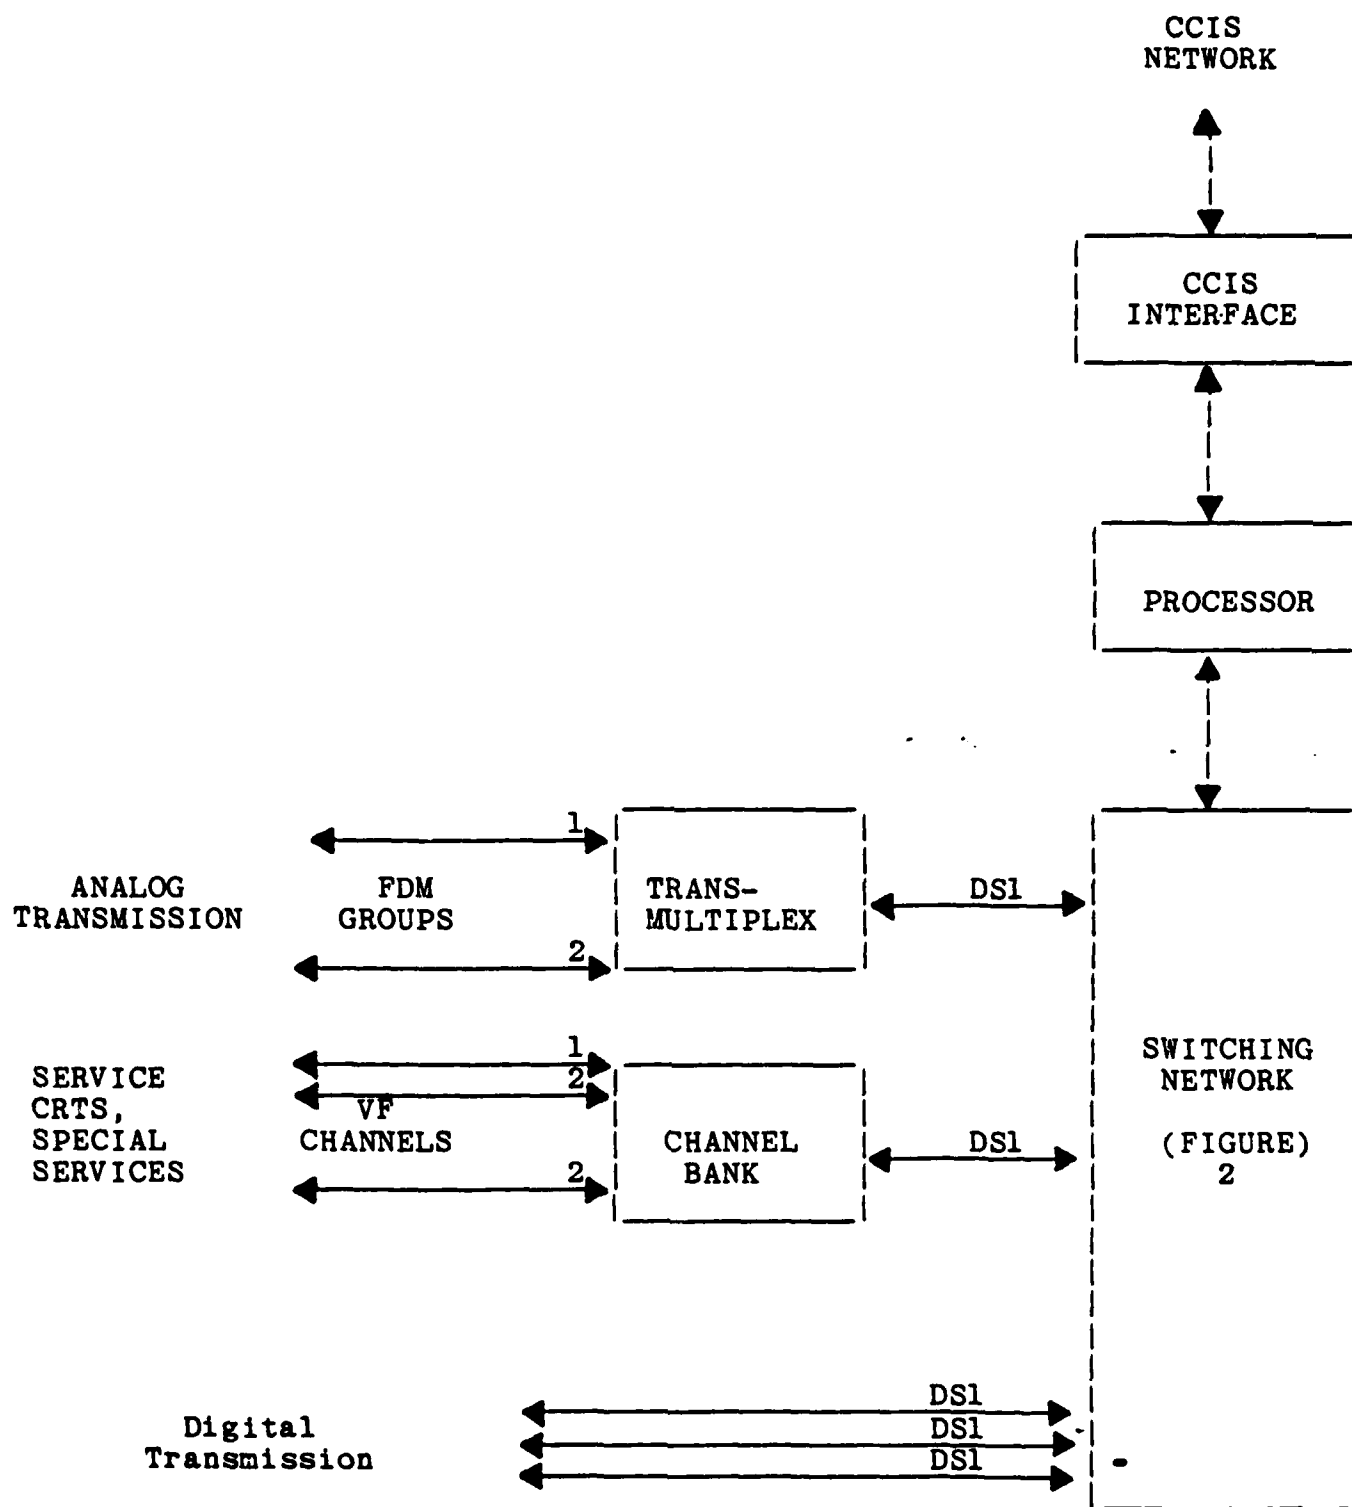 CCIS
NETWORK
CCIS
INTERFACE
PROCESSOR
1
ANALOG
TRANSMISSION
FDM
GROUPS
TRANS-
MULTIPLEX
DS1
2
1
2
SERVICE
CRTS,
SPECIAL
SERVICES
VF
CHANNELS
2
CHANNEL
BANK
DS1
SWITCHING
NETWORK
(FIGURE)
2
Digital
Transmission
DS1
DS1
DS1